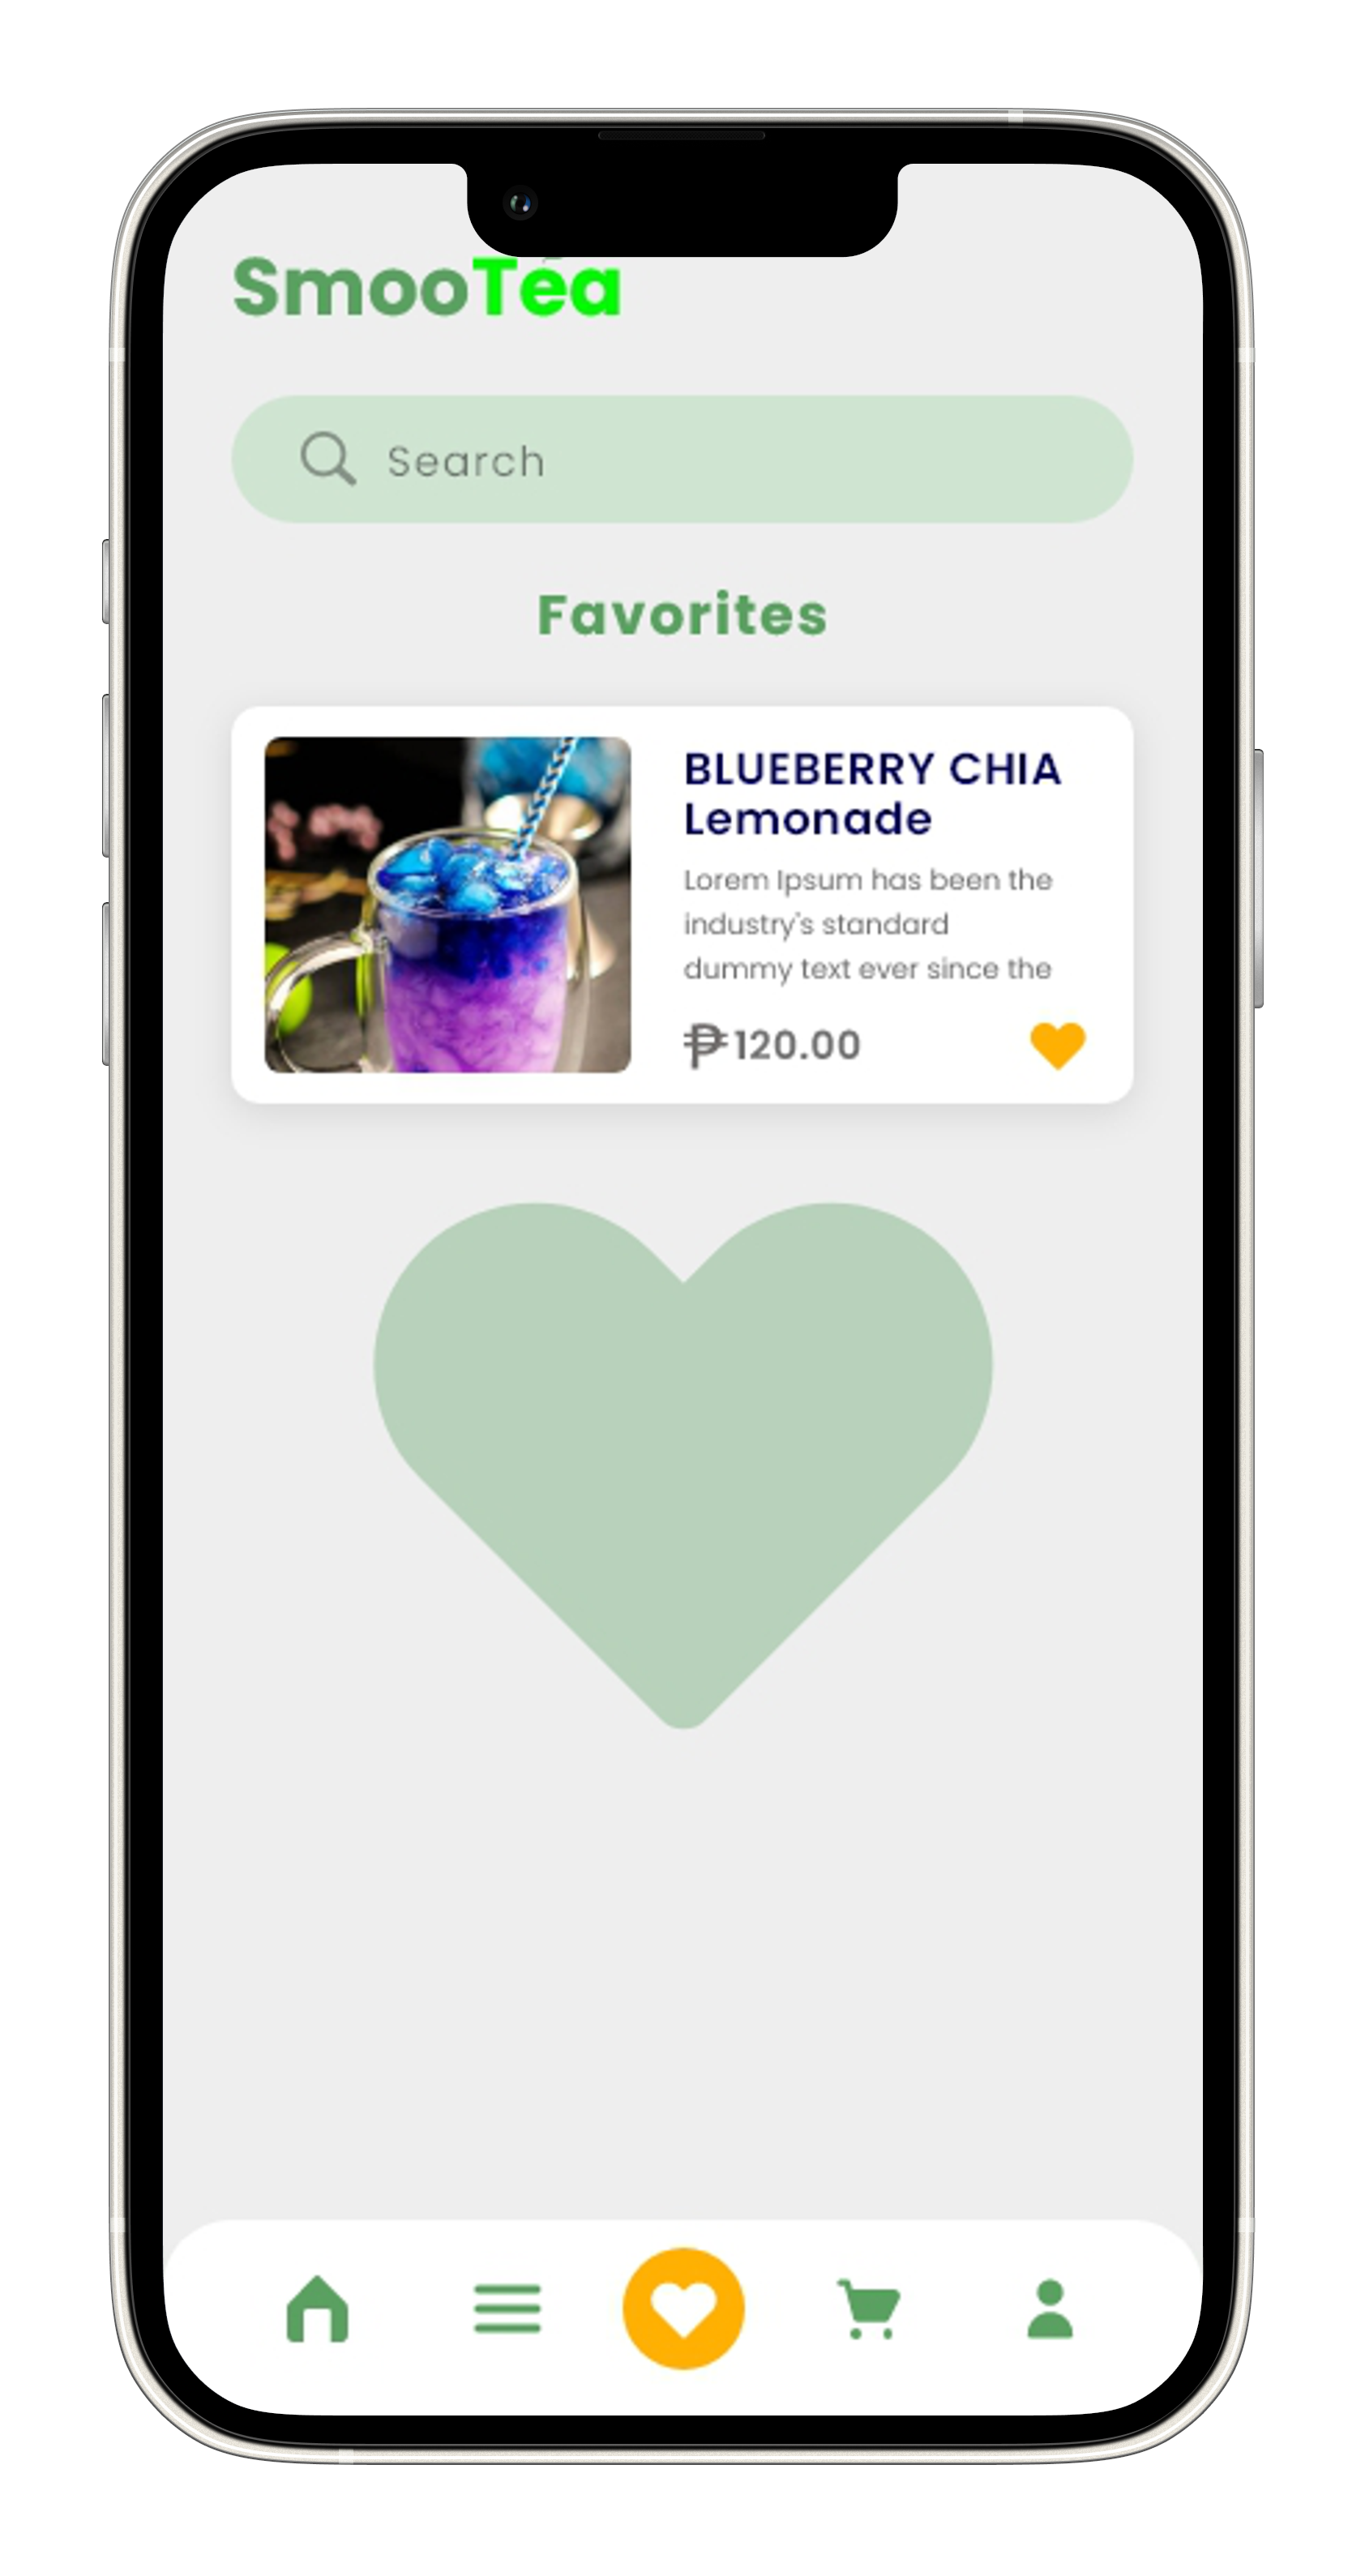 SmooTea
Search
Favorites
BLUEBERRY CHIA
Lemonade
Lorem Ipsum has been the
industry's standard
dummy text ever since the
₱120.00